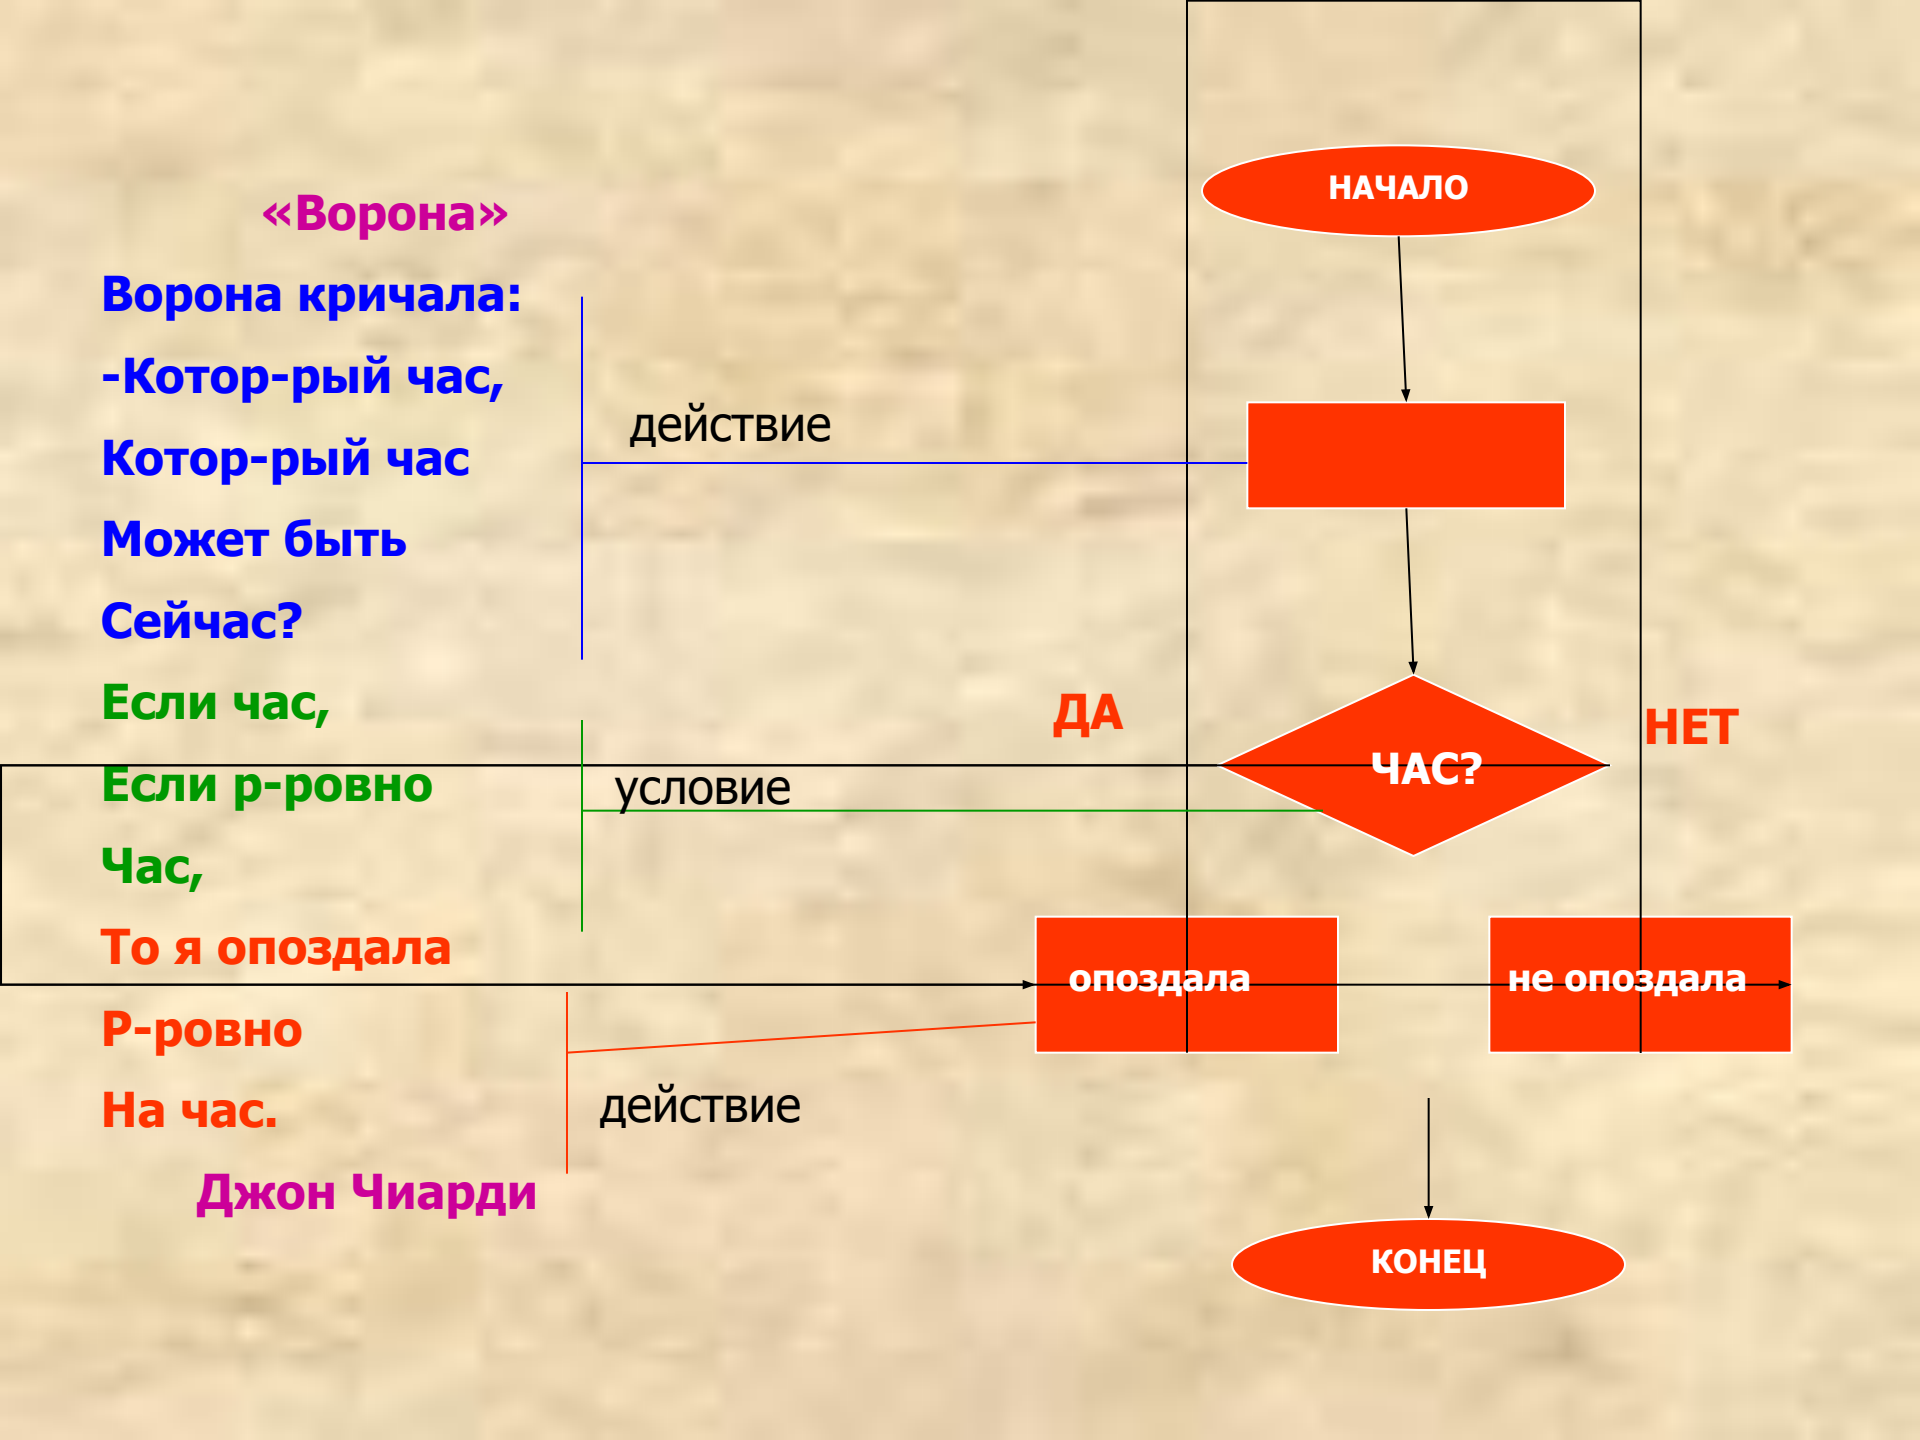 «Ворона»
Ворона кричала:
-Котор-рый час,
Котор-рый час
Может быть
Сейчас?
Если час,
Если р-ровно
Час,
То я опоздала
Р-ровно
На час.
Джон Чиарди
действие
условие
действие
НАЧАЛО
ДА
ЧАС?
НЕТ
опоздала
не опоздала
КОНЕЦ